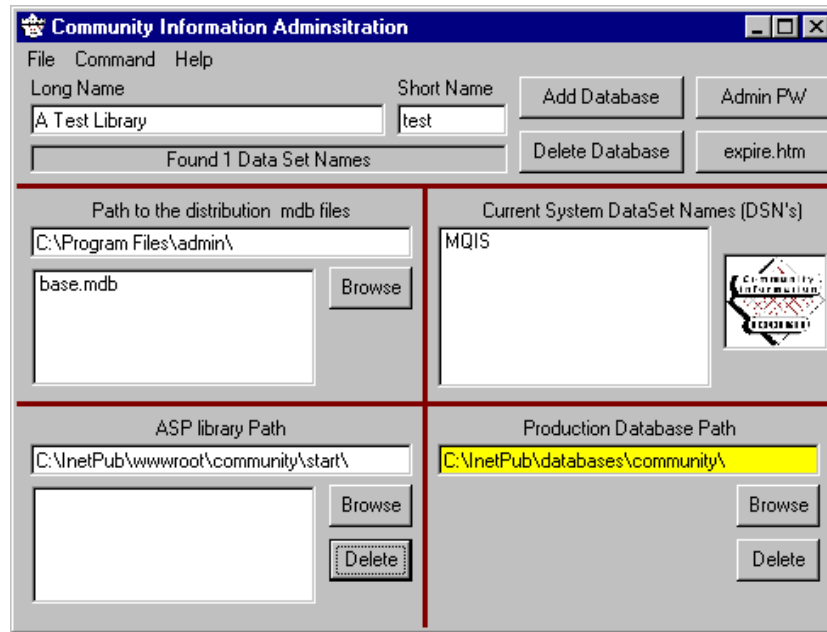 Community Information Adminsitration
File Command Help
Long Name
Short Name
A Test Library
test
Add Database
Admin PW
Found 1 Data Set Names
Delete Database
expire.htm
Path to the distribution mdb files
C:\Program Files\admin\
base.mdb
Browse
Current System DataSet Names (DSN's)
MQIS
Community
Information
ASP library Path
C:\InetPub\wwwroot\community\start\
Browse
Delete
Production Database Path
C:\InetPub\databases\community\
Browse
Delete